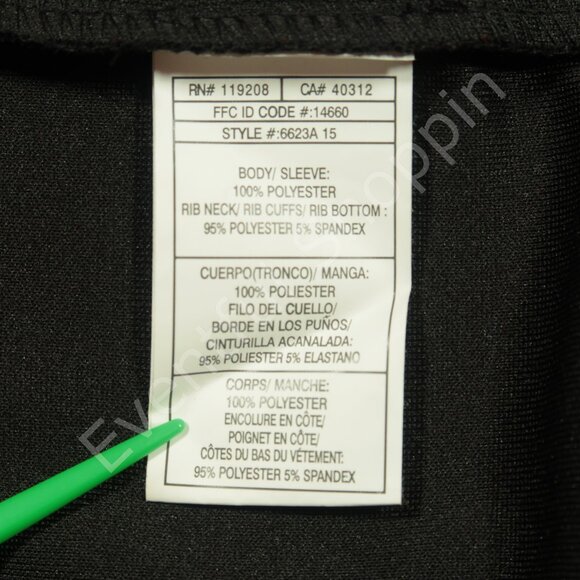 RN# 119208 CA# 40312
FFC ID CODE #:14660
STYLE #:6623A 15
BODY/ SLEEVE:
100% POLYESTER
RIB NECK/ RIB CUFFS/ RIB BOTTOM :
95% POLYESTER 5% SPANDEX
CUERPO(TRONCO)/ MANGA:
100% POLIESTER
FILO DEL CUELLO/
BORDE EN LOS PUÑOS/
CINTURILLA ACANALADA:
95% POLIESTER 5% ELASTANO
CORPS/ MANCHE:
100% POLYESTER
ENCOLURE EN CÔTE/
POIGNET EN CÔTE/
CÔTES DU BAS DU VÉTEMENT:
95% POLYESTER 5% SPANDEX